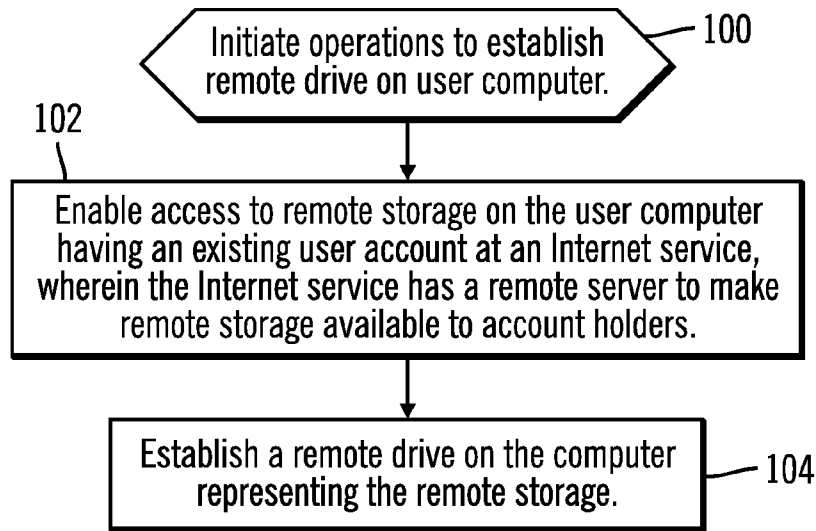 Initiate operations to establish
remote drive on user computer.
100
102
Enable access to remote storage on the user computer
having an existing user account at an Internet service,
wherein the Internet service has a remote server to make
remote storage available to account holders.
Establish a remote drive on the computer
representing the remote storage.
104